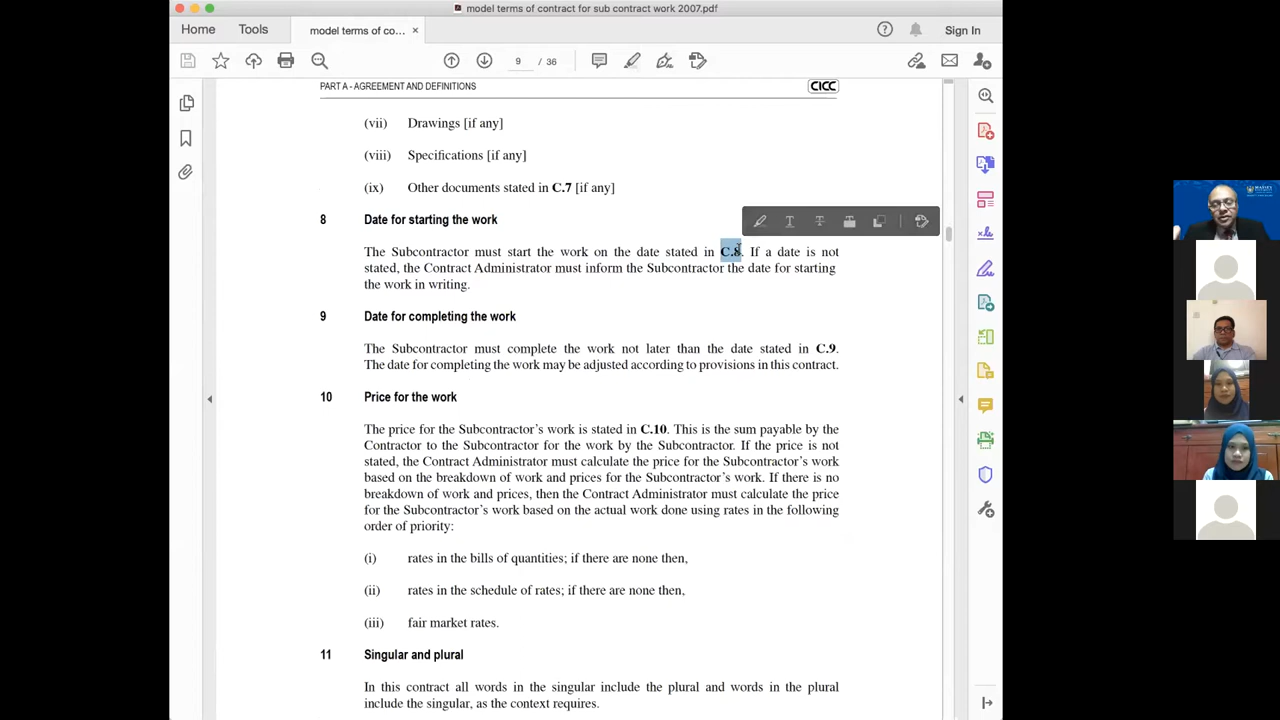 model terms of contract for sub contract work 2007.pdf
Home
Tools
model terms of co...
Sign In
9 / 36
PART A - AGREEMENT AND DEFINITIONS
CICC
(vii) Drawings [if any]
(viii) Specifications [if any]
(ix) Other documents stated in C.7 [if any]
8 Date for starting the work
The Subcontractor must start the work on the date stated in C.8. If a date is not
stated, the Contract Administrator must inform the Subcontractor the date for starting
the work in writing.
9 Date for completing the work
The Subcontractor must complete the work not later than the date stated in C.9.
The date for completing the work may be adjusted according to provisions in this contract.
10 Price for the work
The price for the Subcontractor's work is stated in C.10. This is the sum payable by the
Contractor to the Subcontractor for the work by the Subcontractor. If the price is not
stated, the Contract Administrator must calculate the price for the Subcontractor's work
based on the breakdown of work and prices for the Subcontractor's work. If there is no
breakdown of work and prices, then the Contract Administrator must calculate the price
for the Subcontractor's work based on the actual work done using rates in the following
order of priority:
(i) rates in the bills of quantities; if there are none then,
(ii) rates in the schedule of rates; if there are none then,
(iii) fair market rates.
11 Singular and plural
In this contract all words in the singular include the plural and words in the plural
include the singular, as the context requires.